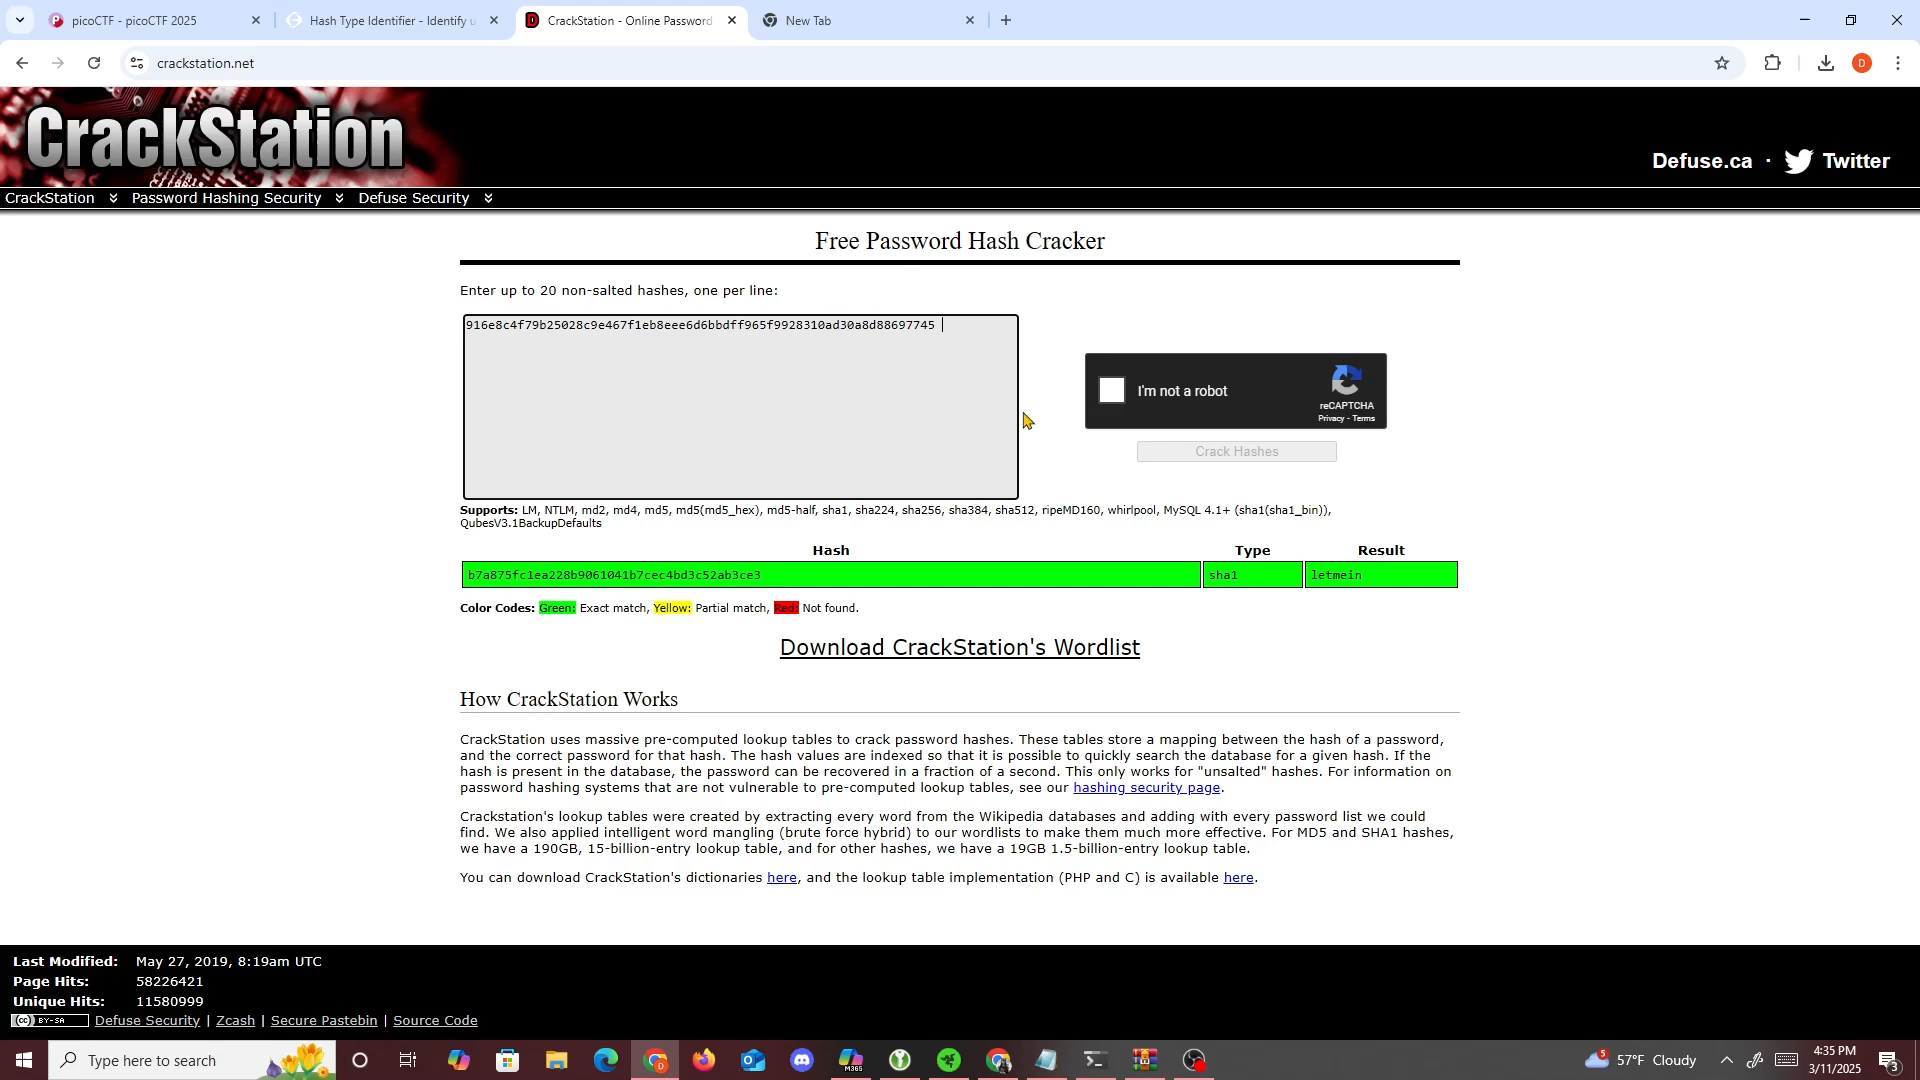 picoCTF - picoCTF 2025
Hash Type Identifier - Identify u
CrackStation - Online Password
New Tab
crackstation.net
D
CrackStation
Defuse.ca · Twitter
CrackStation Password Hashing Security Defuse Security
Free Password Hash Cracker
Enter up to 20 non-salted hashes, one per line:
916e8c4f79b25028c9e467f1eb8eee6d6bbdff965f9928310ad30a8d88697745
I'm not a robot
reCAPTCHA
Privacy - Terms
Crack Hashes
Supports: LM, NTLM, md2, md4, md5, md5(md5_hex), md5-half, sha1, sha224, sha256, sha384, sha512, ripeMD160, whirlpool, MySQL 4.1+ (sha1(sha1_bin)),
QubesV3.1BackupDefaults
Hash Type Result
b7a875fc1ea228b9061041b7cec4bd3c52ab3ce3 sha1 letmein
Color Codes: Green: Exact match, Yellow: Partial match, Red: Not found.
Download CrackStation's Wordlist
How CrackStation Works
CrackStation uses massive pre-computed lookup tables to crack password hashes. These tables store a mapping between the hash of a password,
and the correct password for that hash. The hash values are indexed so that it is possible to quickly search the database for a given hash. If the
hash is present in the database, the password can be recovered in a fraction of a second. This only works for "unsalted" hashes. For information on
password hashing systems that are not vulnerable to pre-computed lookup tables, see our hashing security page.
Crackstation's lookup tables were created by extracting every word from the Wikipedia databases and adding with every password list we could
find. We also applied intelligent word mangling (brute force hybrid) to our wordlists to make them much more effective. For MD5 and SHA1 hashes,
we have a 190GB, 15-billion-entry lookup table, and for other hashes, we have a 19GB 1.5-billion-entry lookup table.
You can download CrackStation's dictionaries here, and the lookup table implementation (PHP and C) is available here.
Last Modified: May 27, 2019, 8:19am UTC
Page Hits: 58226421
Unique Hits: 11580999
CC BY-SA Defuse Security | Zcash | Secure Pastebin | Source Code
Type here to search
M365
5
57°F Cloudy
4:35 PM
3/11/2025
3